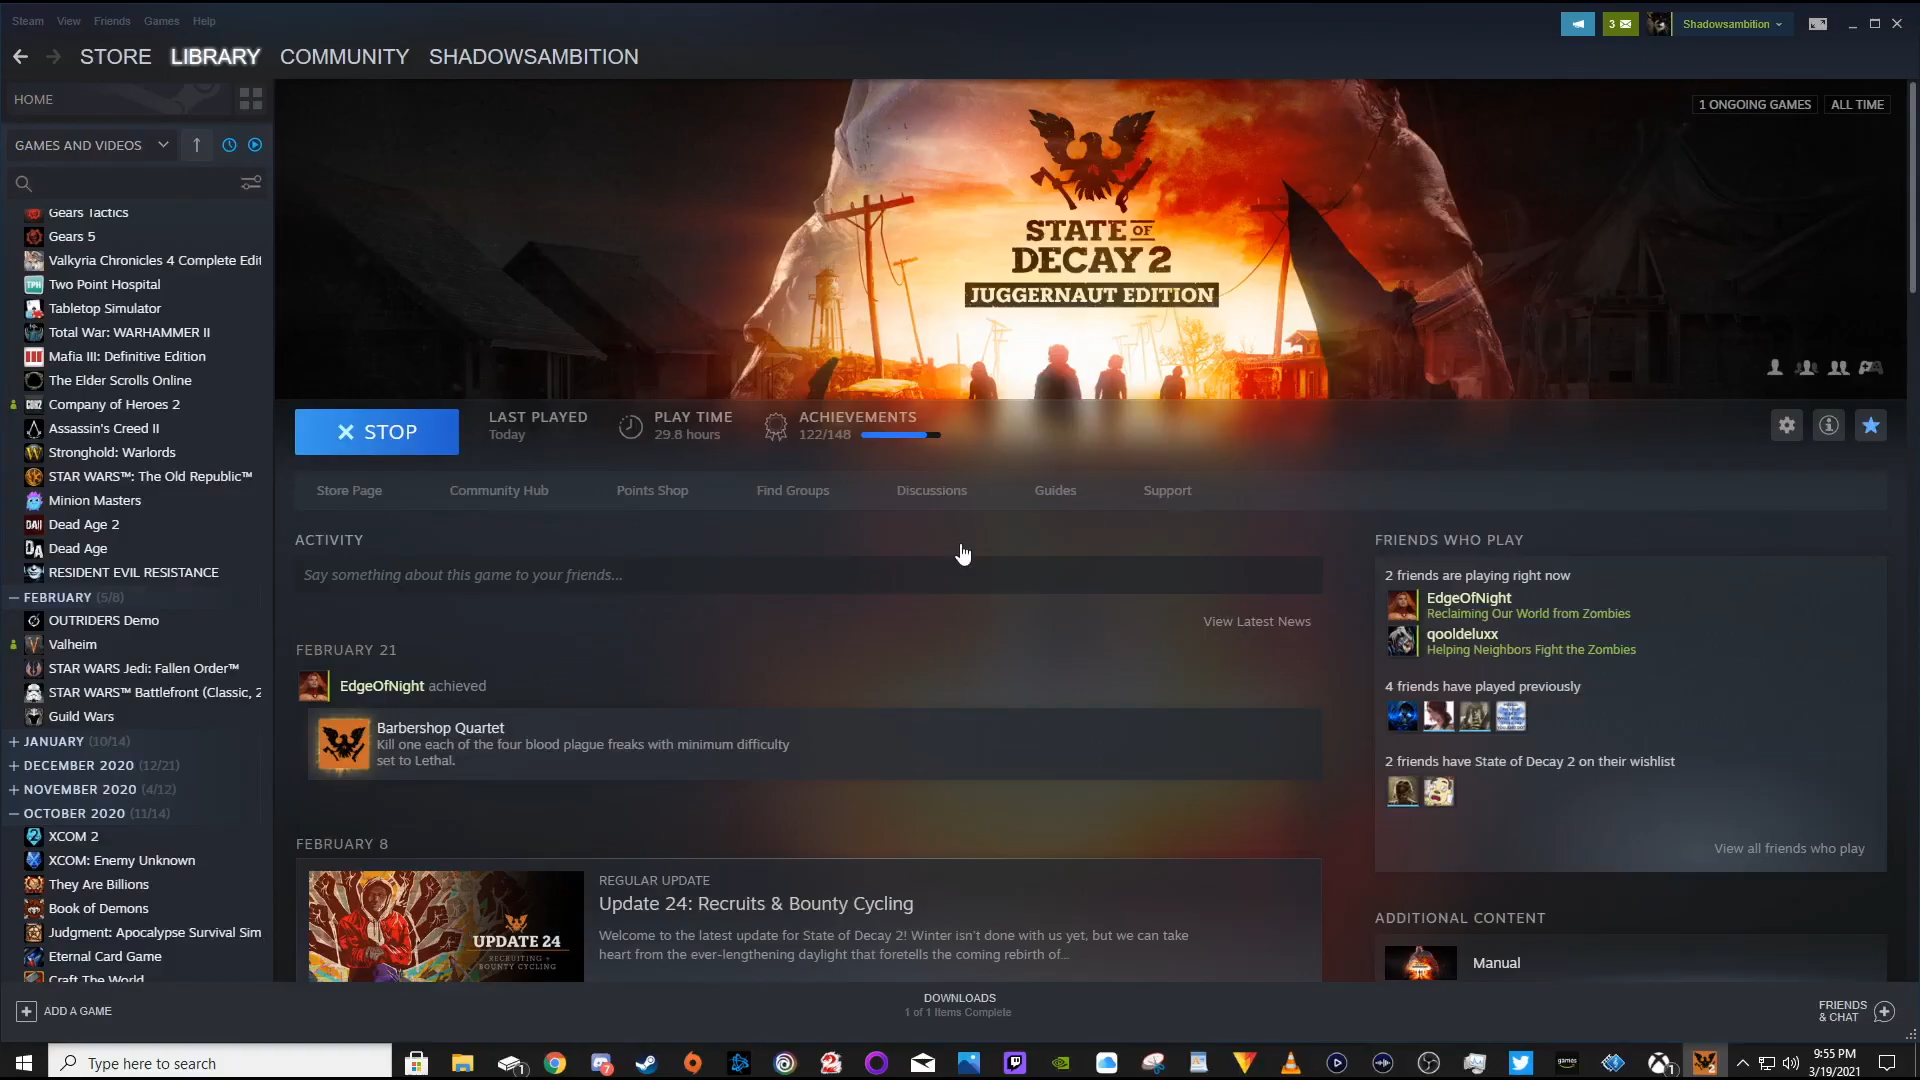 Steam View Friends Games Help
3
Shadowsambition
STORE LIBRARY COMMUNITY SHADOWSAMBITION
HOME
1 ONGOING GAMES ALL TIME
GAMES AND VIDEOS
STATE OF
DECAY 2
JUGGERNAUT EDITION
Gears Tactics
Gears 5
Valkyria Chronicles 4 Complete Edit
Two Point Hospital
Tabletop Simulator
Total War: WARHAMMER II
Mafia III: Definitive Edition
The Elder Scrolls Online
Company of Heroes 2
Assassin's Creed II
Stronghold: Warlords
STAR WARS™: The Old Republic™
Minion Masters
Dead Age 2
Dead Age
RESIDENT EVIL RESISTANCE
FEBRUARY (5/8)
OUTRIDERS Demo
Valheim
STAR WARS Jedi: Fallen Order™
STAR WARS™ Battlefront (Classic, 2
Guild Wars
JANUARY (10/14)
DECEMBER 2020 (12/21)
NOVEMBER 2020 (4/12)
OCTOBER 2020 (11/14)
XCOM 2
XCOM: Enemy Unknown
They Are Billions
Book of Demons
Judgment: Apocalypse Survival Sim
Eternal Card Game
Craft The World
STOP
LAST PLAYED
Today
PLAY TIME
29.8 hours
ACHIEVEMENTS
122/148
Store Page Community Hub Points Shop Find Groups Discussions Guides Support
ACTIVITY
Say something about this game to your friends...
View Latest News
FEBRUARY 21
EdgeOfNight achieved
Barbershop Quartet
Kill one each of the four blood plague freaks with minimum difficulty
set to Lethal.
FEBRUARY 8
UPDATE 24
RECRUITING +
BOUNTY CYCLING
REGULAR UPDATE
Update 24: Recruits & Bounty Cycling
Welcome to the latest update for State of Decay 2! Winter isn't done with us yet, but we can take
heart from the ever-lengthening daylight that foretells the coming rebirth of...
FRIENDS WHO PLAY
2 friends are playing right now
EdgeOfNight
Reclaiming Our World from Zombies
qooldeluxx
Helping Neighbors Fight the Zombies
4 friends have played previously
2 friends have State of Decay 2 on their wishlist
View all friends who play
ADDITIONAL CONTENT
Manual
ADD A GAME
DOWNLOADS
1 of 1 Items Complete
FRIENDS
& CHAT
Type here to search
9:55 PM
3/19/2021